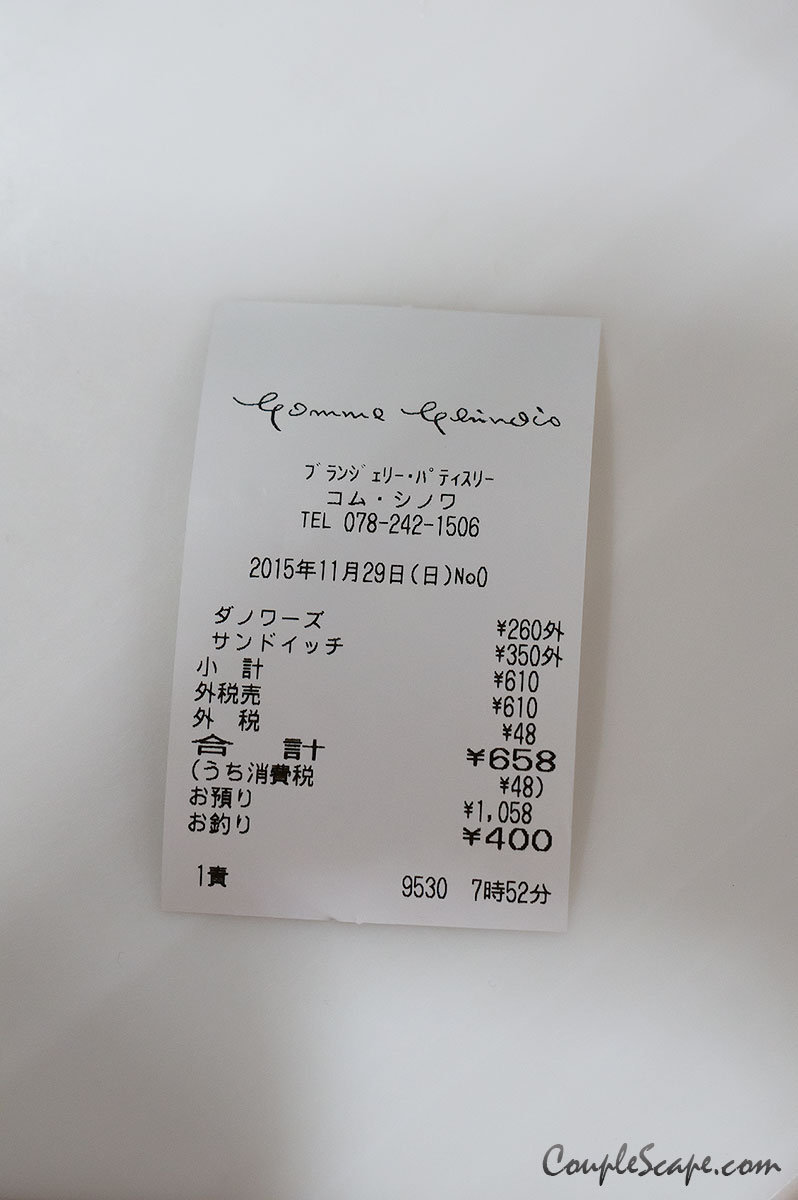 Comme Chinois
ブランジェリー・パティスリー
コム・シノワ
TEL 078-242-1506
2015年11月29日(日)No0
ダノワーズ ¥260外
サンドイッチ ¥350外
小 計 ¥610
外税売 ¥610
外 税 ¥48
合 計 ¥658
(うち消費税 ¥48)
お預り ¥1,058
お釣り ¥400
1責 9530 7時52分
CoupleScape.com